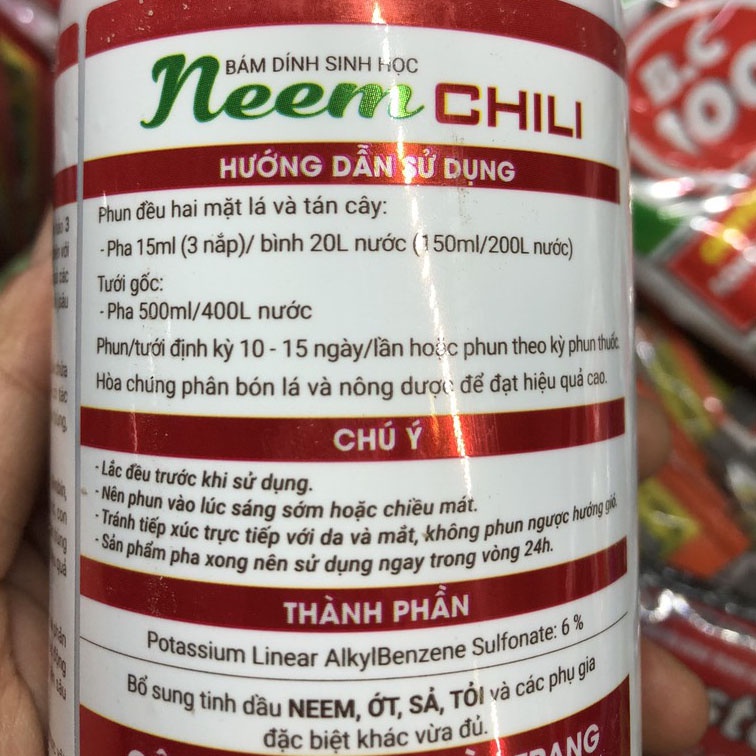 BÁM DÍNH SINH HỌC
Neem CHILI
HƯỚNG DẪN SỬ DỤNG
Phun đều hai mặt lá và tán cây:
- Pha 15ml (3 nắp)/ bình 20L nước (150ml/200L nước)
Tưới gốc:
- Pha 500ml/400L nước
Phun/tưới định kỳ 10 - 15 ngày/lần hoặc phun theo kỳ phun thuốc.
Hòa chứng phân bón lá và nông dược để đạt hiệu quả cao.
CHÚ Ý
- Lắc đều trước khi sử dụng.
- Nên phun vào lúc sáng sớm hoặc chiều mát.
- Tránh tiếp xúc trực tiếp với da và mắt, không phun ngược hướng gió.
- Sản phẩm pha xong nên sử dụng ngay trong vòng 24h.
THÀNH PHẦN
Potassium Linear AlkylBenzene Sulfonate: 6 %
Bổ sung tinh dầu NEEM, ỚT, SẢ, TỎI và các phụ gia
đặc biệt khác vừa đủ.
B.C